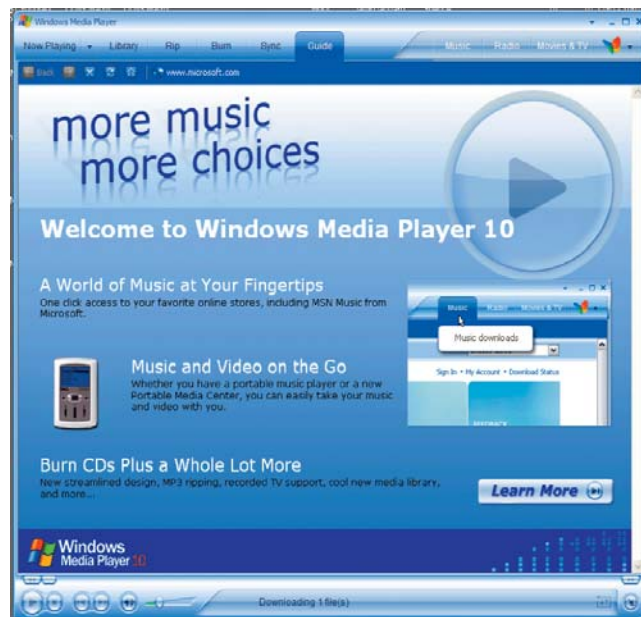 Windows Media Player
Now Playing Library Rip Burn Sync Guide Music Radio Movies & TV
Back www.microsoft.com
more music
more choices
Welcome to Windows Media Player 10
A World of Music at Your Fingertips
One click access to your favorite online stores, including MSN Music from
Microsoft.
Music Radio Movies & TV
Music downloads
Sign In • My Account • Download Status
FEEDBACK
Music and Video on the Go
Whether you have a portable music player or a new
Portable Media Center, you can easily take your music
and video with you.
Burn CDs Plus a Whole Lot More
New streamlined design, MP3 ripping, recorded TV support, cool new media library,
and more...
Learn More
Windows
Media Player 10
Downloading 1 file(s)